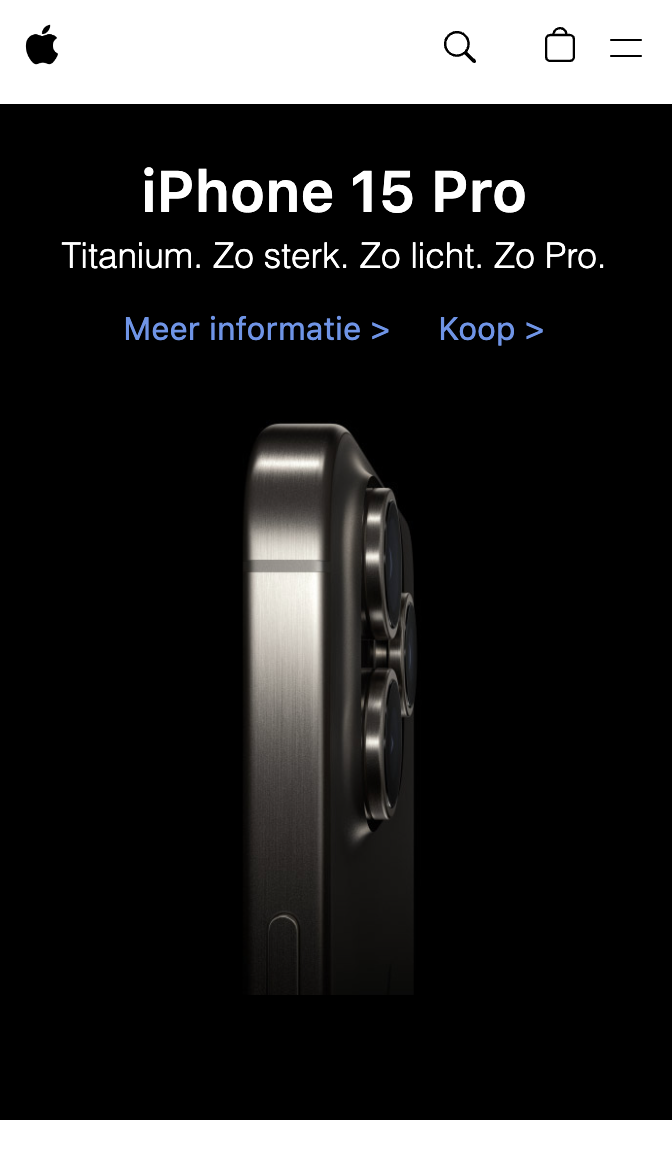 iPhone 15 Pro
Titanium. Zo sterk. Zo licht. Zo Pro.
Meer informatie > Koop >